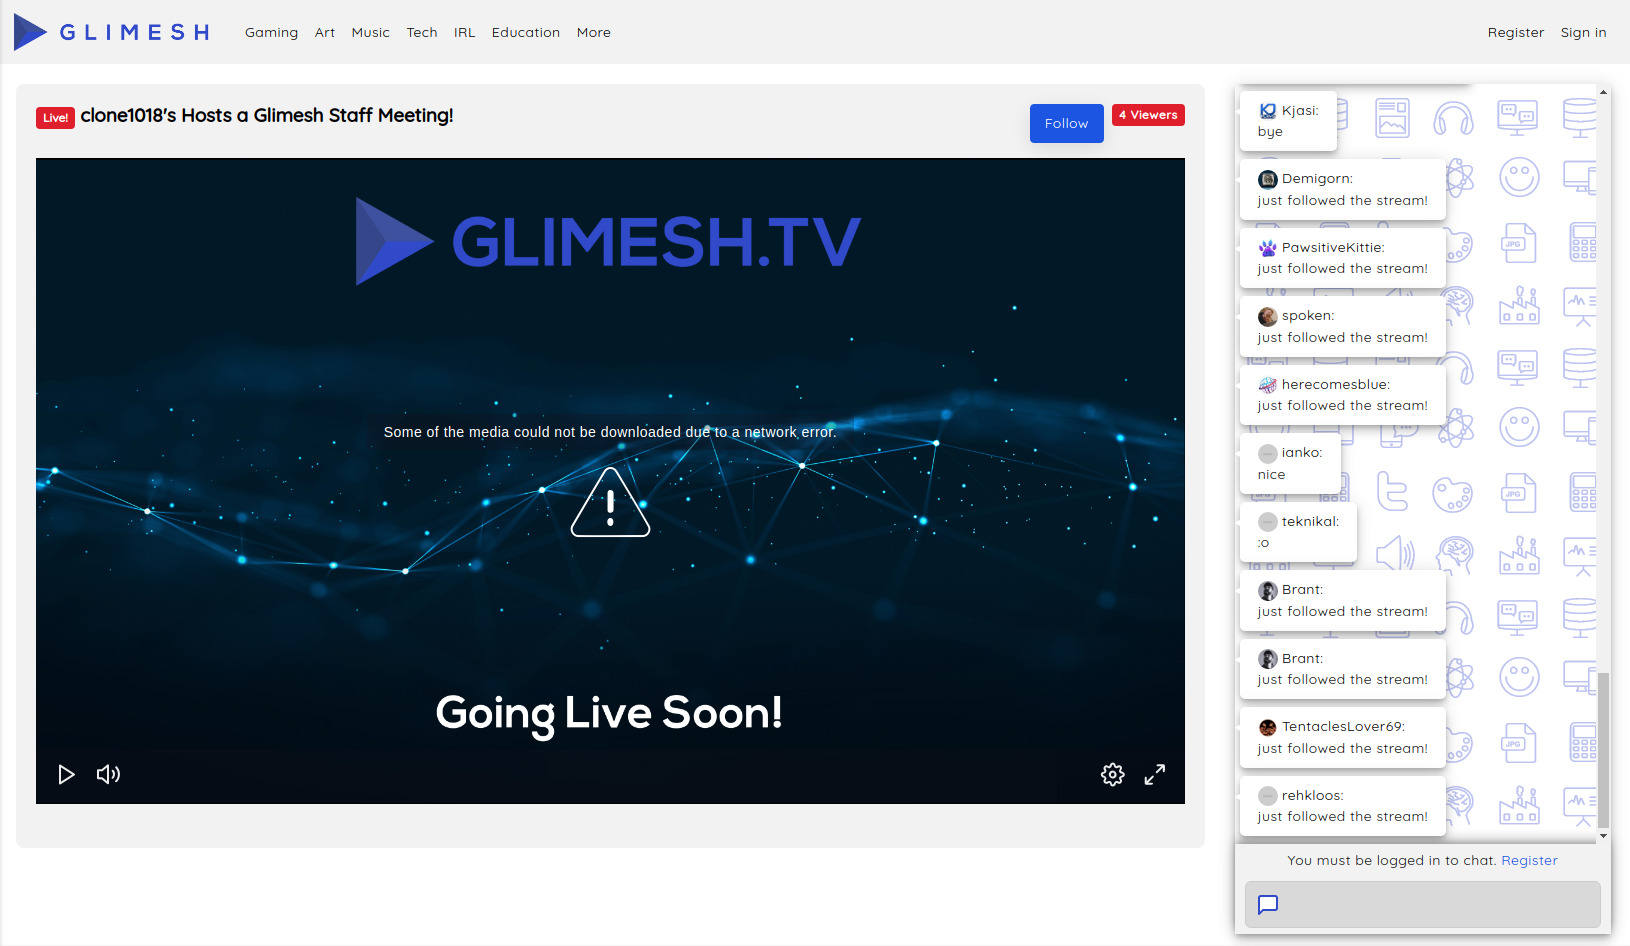 GLIMESH
Gaming Art Music Tech IRL Education More
Register Sign in
Live! clone1018's Hosts a Glimesh Staff Meeting!
Follow
4 Viewers
GLIMESH.TV
Some of the media could not be downloaded due to a network error.
Going Live Soon!
Kjasi:
bye
Demigorn:
just followed the stream!
PawsitiveKittie:
just followed the stream!
spoken:
just followed the stream!
herecomesblue:
just followed the stream!
ianko:
nice
teknikal:
:o
Brant:
just followed the stream!
Brant:
just followed the stream!
TentaclesLover69:
just followed the stream!
rehkloos:
just followed the stream!
JPG
JPG
JPG
You must be logged in to chat. Register